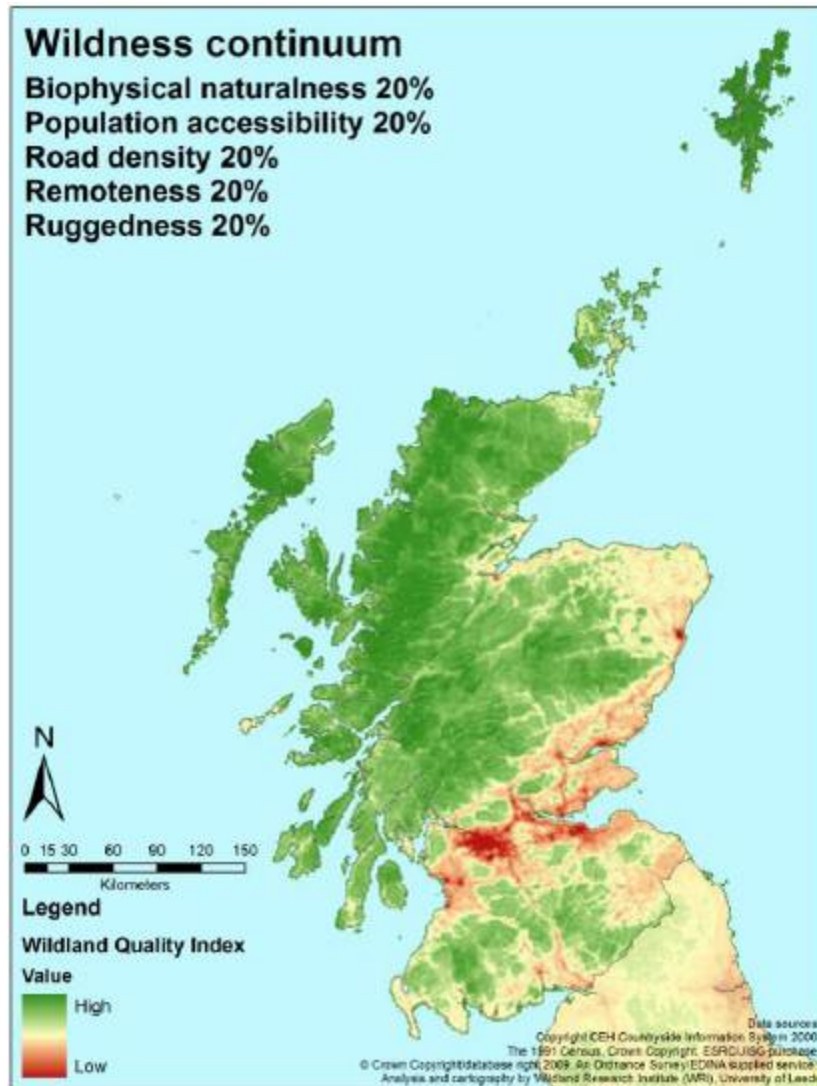 Wildness continuum
Biophysical naturalness 20%
Population accessibility 20%
Road density 20%
Remoteness 20%
Ruggedness 20%
N
0 15 30 60 90 120 150
Kilometers
Legend
Wildland Quality Index
Value
High
Low
Data sources
Copyright CEH Countryside Information System 2000
The 1991 Census, Crown Copyright. ESRC/JISC purchase
© Crown Copyright/database right 2009. An Ordnance Survey/EDINA supplied service
Analysis and cartography by Wildland Research Institute (WRi), University of Leeds